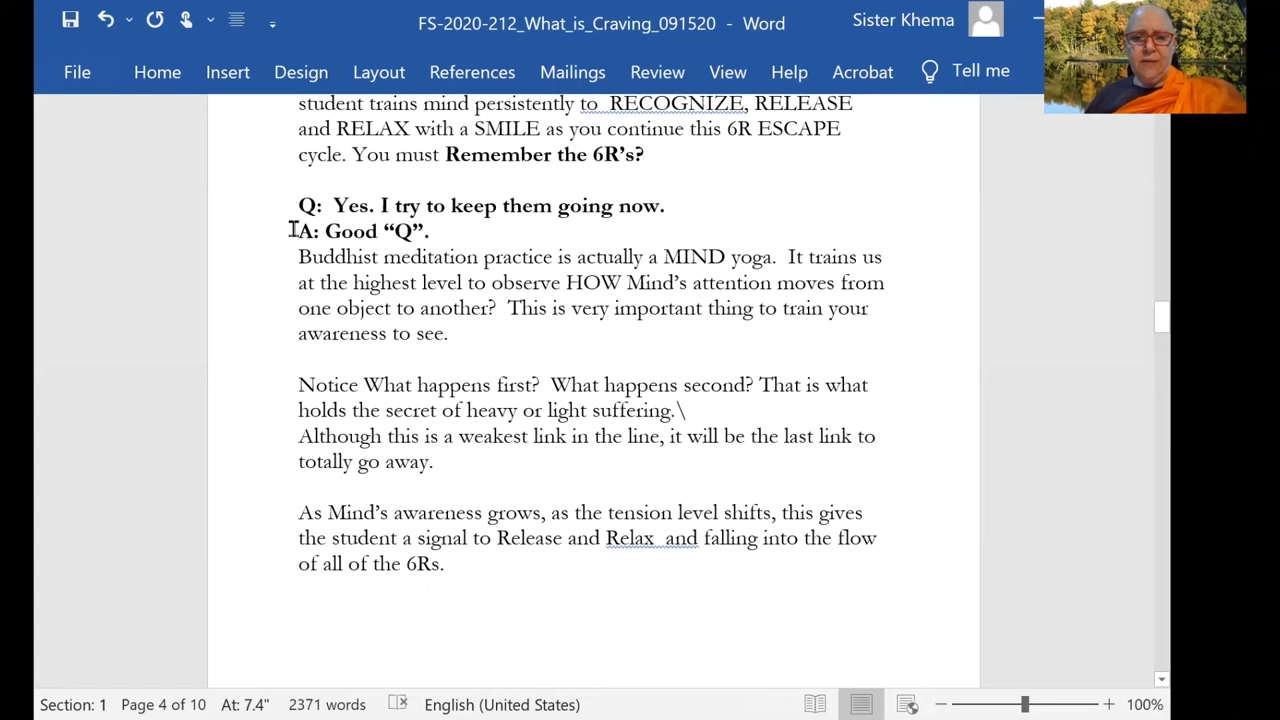 FS-2020-212_What_is_Craving_091520 - Word
Sister Khema
File Home Insert Design Layout References Mailings Review View Help Acrobat Tell me
student trains mind persistently to  RECOGNIZE, RELEASE
and RELAX with a SMILE as you continue this 6R ESCAPE
cycle. You must Remember the 6R’s?
Q:  Yes. I try to keep them going now.
A: Good “Q”.
Buddhist meditation practice is actually a MIND yoga.  It trains us
at the highest level to observe HOW Mind’s attention moves from
one object to another?  This is very important thing to train your
awareness to see.
Notice What happens first?  What happens second? That is what
holds the secret of heavy or light suffering.\
Although this is a weakest link in the line, it will be the last link to
totally go away.
As Mind’s awareness grows, as the tension level shifts, this gives
the student a signal to Release and Relax  and falling into the flow
of all of the 6Rs.
Section: 1 Page 4 of 10 At: 7.4" 2371 words English (United States) 100%